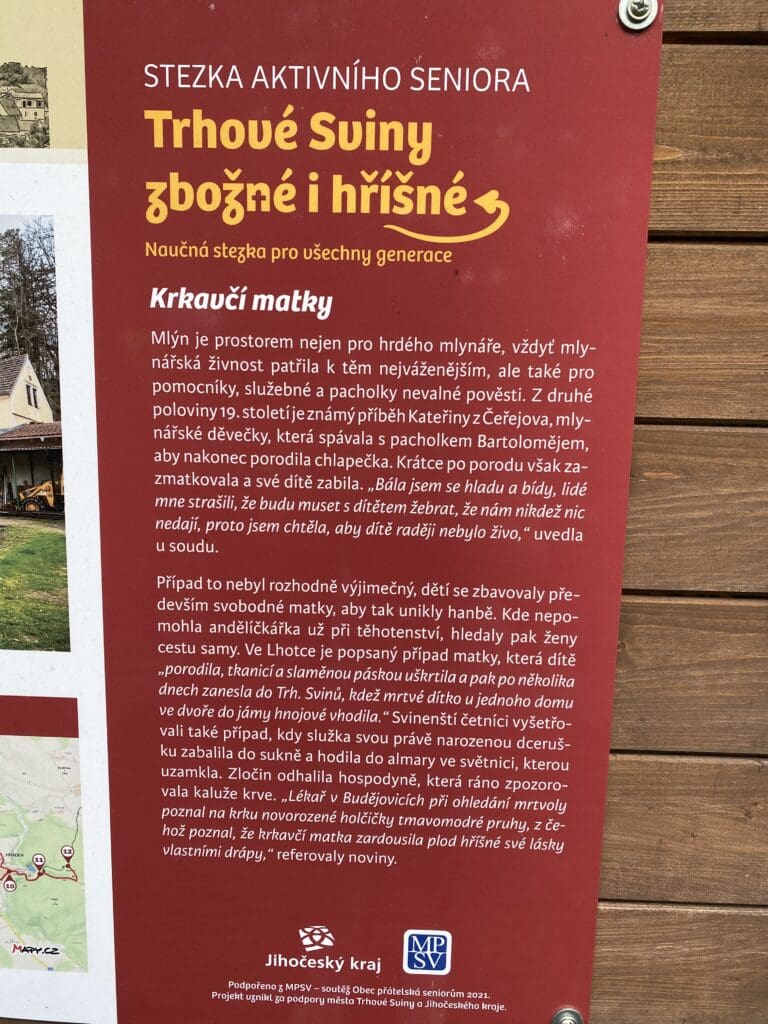 STEZKA AKTIVNÍHO SENIORA
Trhové Sviny
zbožné i hříšné
Naučná stezka pro všechny generace
Krkavčí matky
Mlýn je prostorem nejen pro hrdého mlynáře, vždyť mly-
nářská živnost patřila k těm nejváženějším, ale také pro
pomocníky, služebné a pacholky nevalné pověsti. Z druhé
poloviny 19. století je známý příběh Kateřiny z Čeřejova, mly-
nářské děvečky, která spávala s pacholkem Bartolomějem,
aby nakonec porodila chlapečka. Krátce po porodu však za-
zmatkovala a své dítě zabila. „Bála jsem se hladu a bídy, lidé
mne strašili, že budu muset s dítětem žebrat, že nám nikdež nic
nedají, proto jsem chtěla, aby dítě raději nebylo živo,“ uvedla
u soudu.
Případ to nebyl rozhodně výjimečný, dětí se zbavovaly pře-
devším svobodné matky, aby tak unikly hanbě. Kde nepo-
mohla andělíčkářka už při těhotenství, hledaly pak ženy
cestu samy. Ve Lhotce je popsaný případ matky, která dítě
„porodila, tkanicí a slaměnou páskou uškrtila a pak po několika
dnech zanesla do Trh. Svinů, kdež mrtvé dítko u jednoho domu
ve dvoře do jámy hnojové vhodila.“ Svinenští četníci vyšetřo-
vali také případ, kdy služka svou právě narozenou dceruš-
ku zabalila do sukně a hodila do almary ve světnici, kterou
uzamkla. Zločin odhalila hospodyně, která ráno zpozoro-
vala kaluže krve. „Lékař v Budějovicích při ohledání mrtvoly
poznal na krku novorozené holčičky tmavomodré pruhy, z če-
hož poznal, že krkavčí matka zardousila plod hříšné své lásky
vlastními drápy,“ referovaly noviny.
Jihočeský kraj
MP
SV
Podpořeno z MPSV – soutěž Obec přátelská seniorům 2021.
Projekt vznikl za podpory města Trhové Sviny a Jihočeského kraje.
HRÁDEK
10
11
12
MAPY.CZ